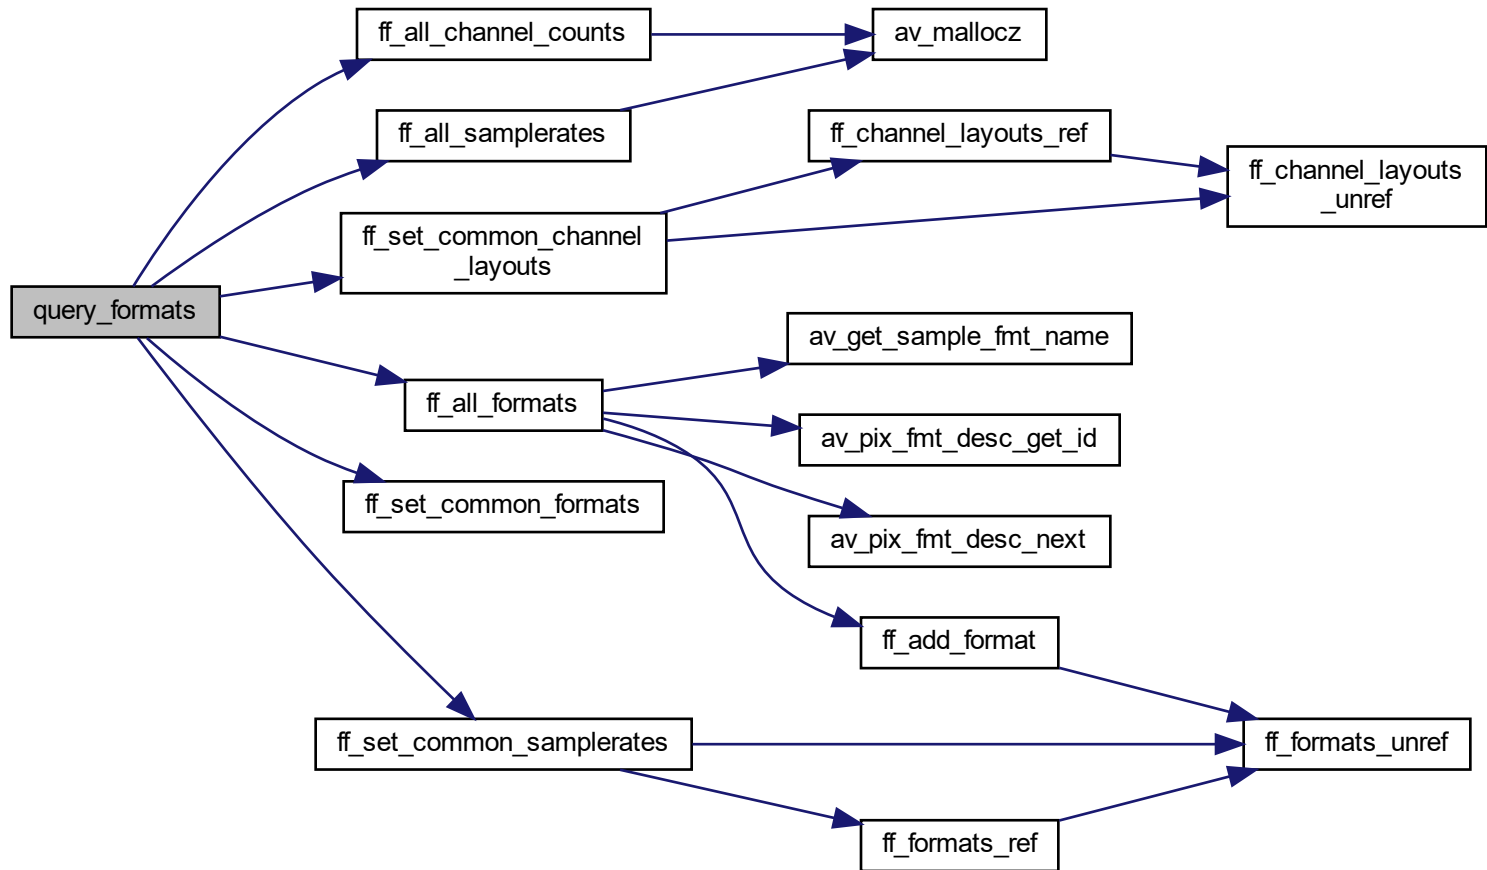 ff_all_channel_counts
av_mallocz
ff_all_samplerates
ff_channel_layouts_ref
ff_channel_layouts
_unref
ff_set_common_channel
_layouts
query_formats
av_get_sample_fmt_name
ff_all_formats
av_pix_fmt_desc_get_id
ff_set_common_formats
av_pix_fmt_desc_next
ff_add_format
ff_set_common_samplerates
ff_formats_unref
ff_formats_ref